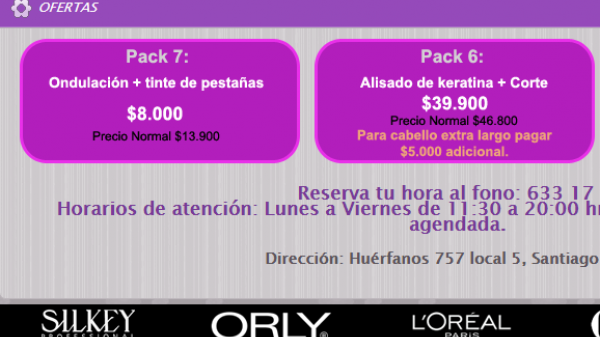 OFERTAS
Pack 7:
Ondulación + tinte de pestañas
$8.000
Precio Normal $13.900
Pack 6:
Alisado de keratina + Corte
$39.900
Precio Normal $46.800
Para cabello extra largo pagar
$5.000 adicional.
Reserva tu hora al fono: 633 17
Horarios de atención: Lunes a Viernes de 11:30 a 20:00
agendada.
Dirección: Huérfanos 757 local 5, Santiago
SILKEY ORLY® L'ORÉAL
PROFESSIONAL PARIS